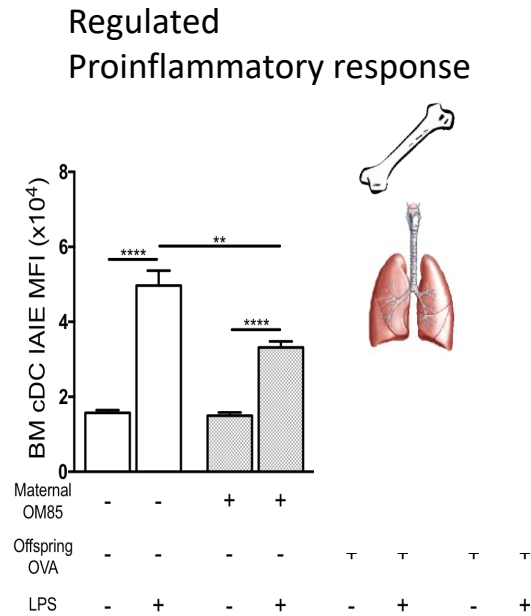 Regulated
Proinflammatory response
BM cDC IAIE MFI (x10⁴)
8
6
4
2
0
****
**
****
Maternal
OM85
- - + +
Offspring
OVA
- - - - + + + +
LPS
- + - + - + - +